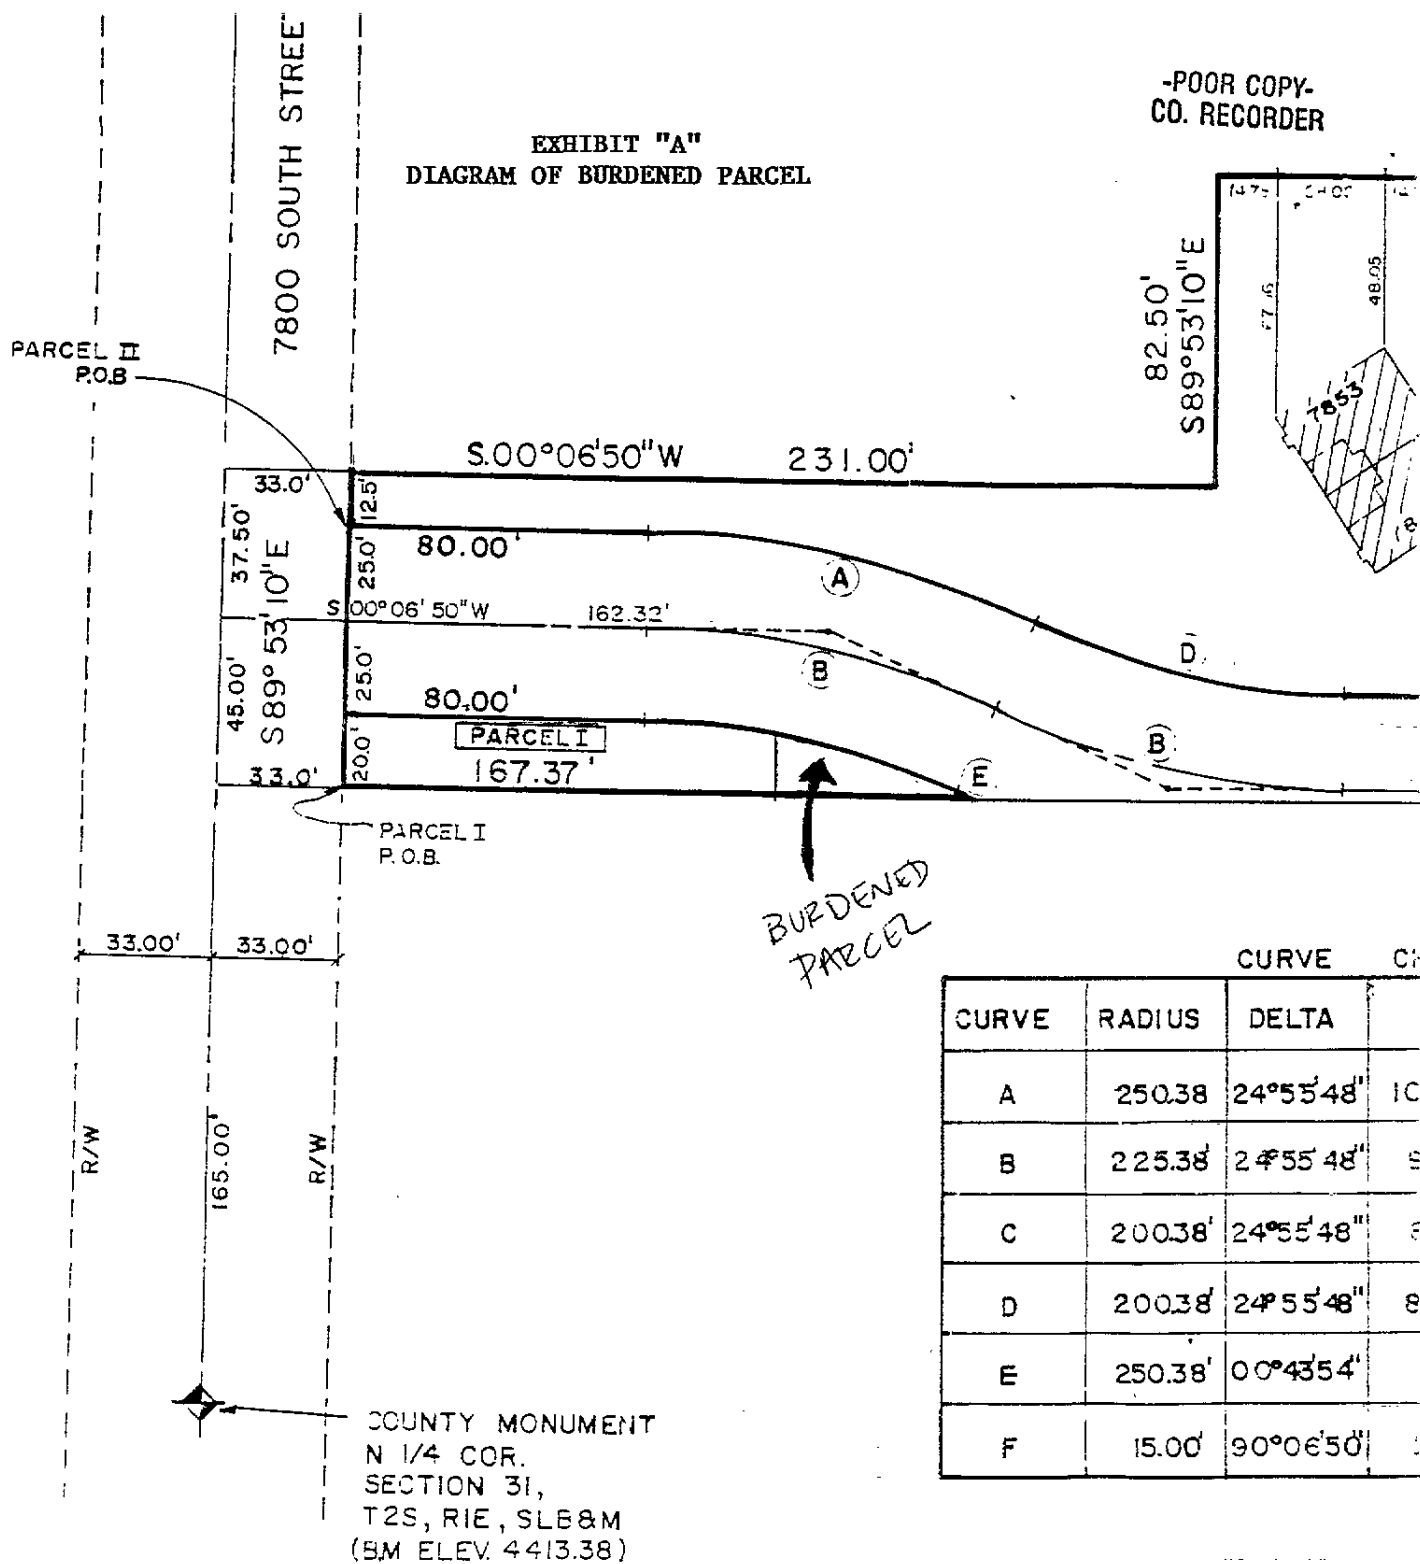 -POOR COPY-
CO. RECORDER
EXHIBIT "A"
DIAGRAM OF BURDENED PARCEL
7800 SOUTH STREE
82.50'
S89°53'10"E
48.05
7853
PARCEL II
P.O.B
S.00°06'50"W 231.00'
33.0'
12.5'
37.50'
S89°53'10"E
25.0'
80.00'
A
S 00°06'50"W 162.32'
B
D
45.00'
25.0'
80.00'
PARCEL I
167.37'
B
33.0'
20.0'
E
PARCEL I
P.O.B.
BURDENED
PARCEL
33.00' 33.00'
R/W
165.00'
R/W
CURVE
CURVE RADIUS DELTA
A 250.38 24°55'48"
B 225.38' 24°55'48"
C 200.38' 24°55'48"
D 200.38' 24°55'48" 8
E 250.38' 00°43'54"
F 15.00' 90°06'50"
COUNTY MONUMENT
N 1/4 COR.
SECTION 31,
T2S, R1E, SLB&M
(BM ELEV. 4413.38)